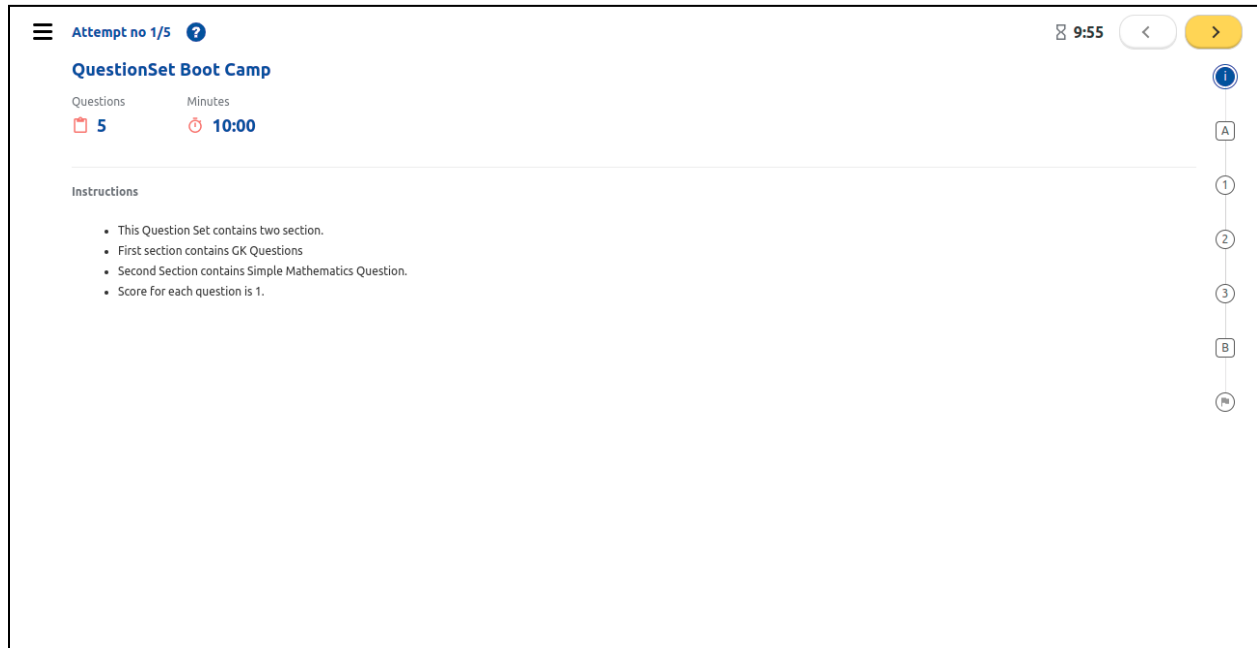 Attempt no 1/5 ?
9:55
QuestionSet Boot Camp
Questions
5
Minutes
10:00
Instructions
• This Question Set contains two section.
• First section contains GK Questions
• Second Section contains Simple Mathematics Question.
• Score for each question is 1.
i
A
1
2
3
B